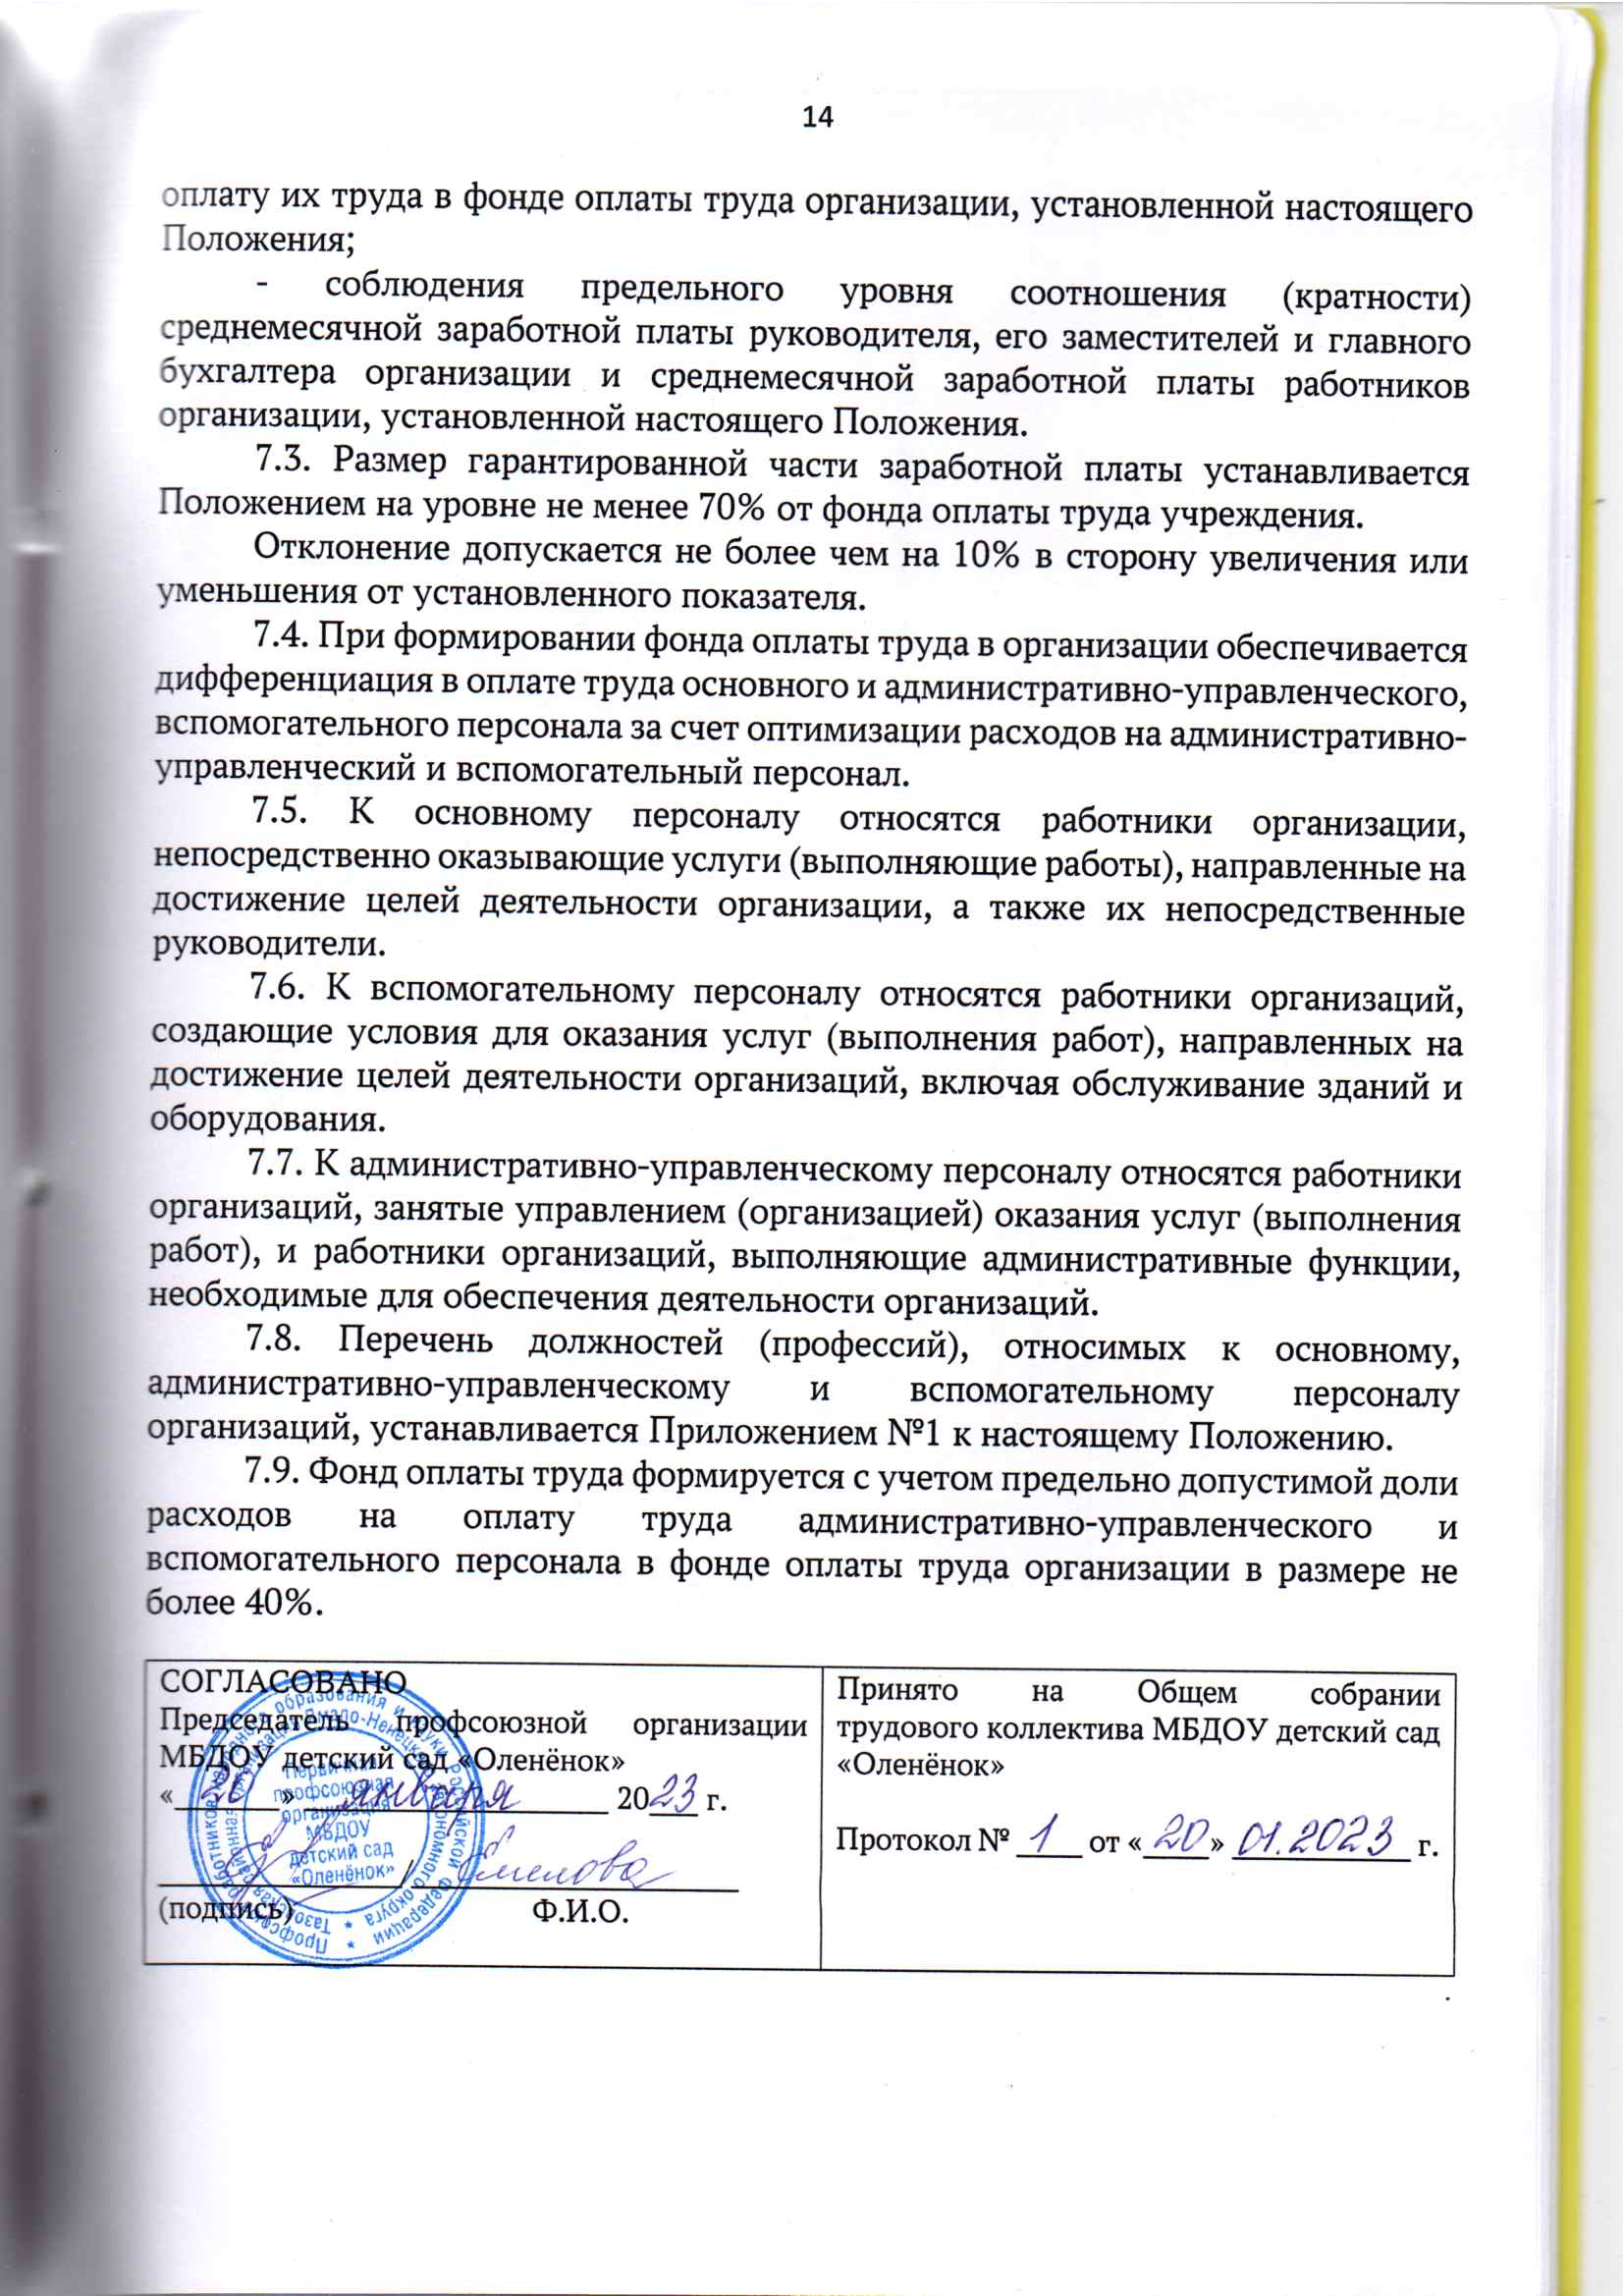 14
оплату их труда в фонде оплаты труда организации, установленной настоящего
Положения;
- соблюдения предельного уровня соотношения (кратности)
среднемесячной заработной платы руководителя, его заместителей и главного
бухгалтера организации и среднемесячной заработной платы работников
организации, установленной настоящего Положения.
7.3. Размер гарантированной части заработной платы устанавливается
Положением на уровне не менее 70% от фонда оплаты труда учреждения.
Отклонение допускается не более чем на 10% в сторону увеличения или
уменьшения от установленного показателя.
7.4. При формировании фонда оплаты труда в организации обеспечивается
дифференциация в оплате труда основного и административно-управленческого,
вспомогательного персонала за счет оптимизации расходов на административно-
управленческий и вспомогательный персонал.
7.5. К основному персоналу относятся работники организации,
непосредственно оказывающие услуги (выполняющие работы), направленные на
достижение целей деятельности организации, а также их непосредственные
руководители.
7.6. К вспомогательному персоналу относятся работники организаций,
создающие условия для оказания услуг (выполнения работ), направленных на
достижение целей деятельности организаций, включая обслуживание зданий и
оборудования.
7.7. К административно-управленческому персоналу относятся работники
организаций, занятые управлением (организацией) оказания услуг (выполнения
работ), и работники организаций, выполняющие административные функции,
необходимые для обеспечения деятельности организаций.
7.8. Перечень должностей (профессий), относимых к основному,
административно-управленческому и вспомогательному персоналу
организаций, устанавливается Приложением №1 к настоящему Положению.
7.9. Фонд оплаты труда формируется с учетом предельно допустимой доли
расходов на оплату труда административно-управленческого и
вспомогательного персонала в фонде оплаты труда организации в размере не
более 40%.
СОГЛАСОВАНО
Председатель профсоюзной организации
МБДОУ детский сад «Оленёнок»
«20» января 2023 г.
/
(подпись) Ф.И.О.
Первичная
профсоюзная
организация
МБДОУ
детский сад
«Оленёнок»
Принято на Общем собрании
трудового коллектива МБДОУ детский сад
«Оленёнок»
Протокол № 1 от «20» 01.2023 г.